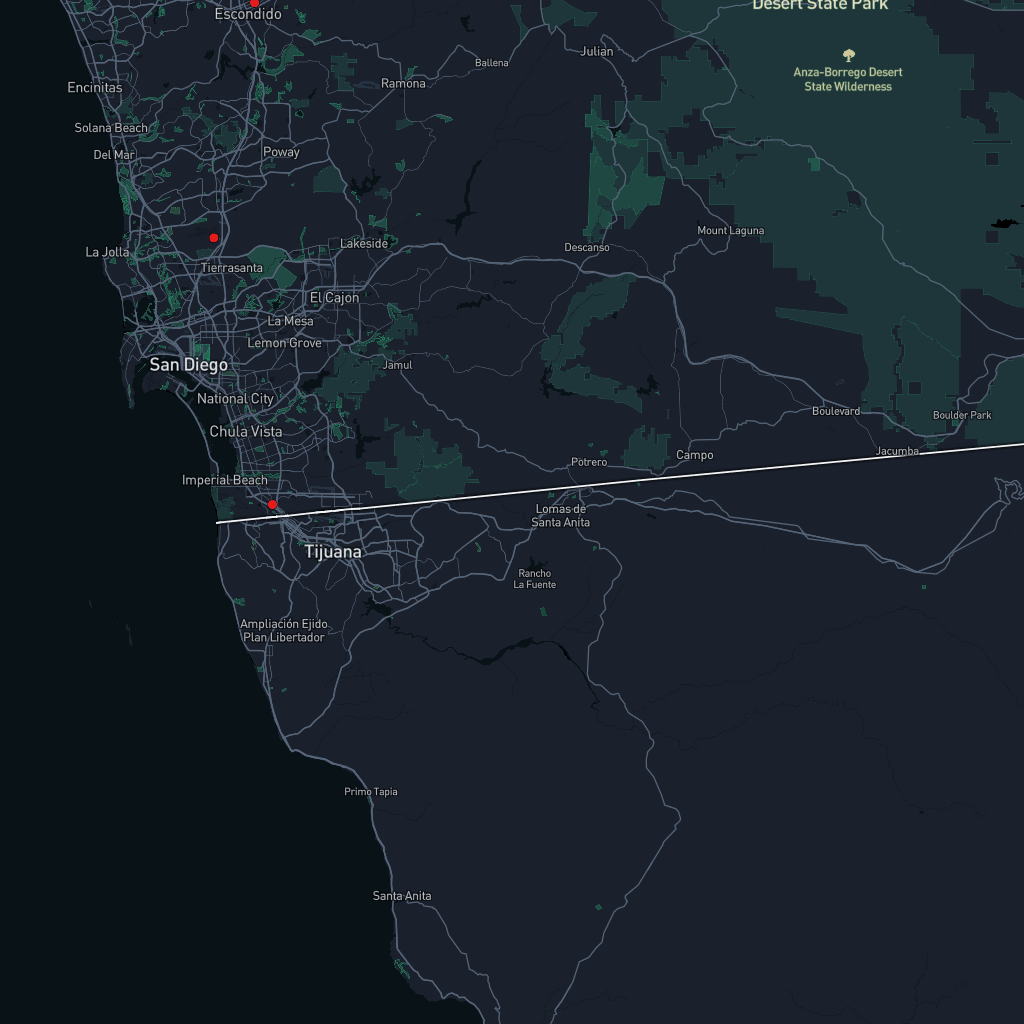 Desert State Park
Escondido
Julian
Ballena
Anza-Borrego Desert
State Wilderness
Ramona
Encinitas
Solana Beach
Del Mar
Poway
Mount Laguna
Lakeside
Descanso
La Jolla
Tierrasanta
El Cajon
La Mesa
Lemon Grove
San Diego
Jamul
National City
Boulevard
Boulder Park
Chula Vista
Jacumba
Campo
Potrero
Imperial Beach
Lomas de
Santa Anita
Tijuana
Rancho
La Fuente
Ampliación Ejido
Plan Libertador
Primo Tapia
Santa Anita